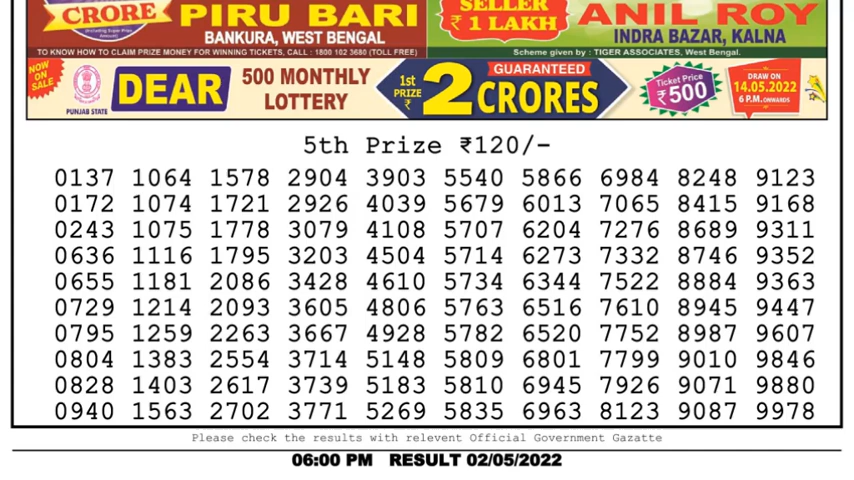 CRORE PIRU BARI
BANKURA, WEST BENGAL
TO KNOW HOW TO CLAIM PRIZE MONEY FOR WINNING TICKETS, CALL : 1800 102 3680 (TOLL FREE)
SELLER
₹ 1 LAKH
ANIL ROY
INDRA BAZAR, KALNA
Scheme given by : TIGER ASSOCIATES, West Bengal.
NOW
ON
SALE
PUNJAB STATE
DEAR
500 MONTHLY
LOTTERY
1st
PRIZE
₹
2
GUARANTEED
CRORES
Ticket Price
₹500
DRAW ON
14.05.2022
6 P.M. ONWARDS
5th Prize ₹120/-
0137 1064 1578 2904 3903 5540 5866 6984 8248 9123
0172 1074 1721 2926 4039 5679 6013 7065 8415 9168
0243 1075 1778 3079 4108 5707 6204 7276 8689 9311
0636 1116 1795 3203 4504 5714 6273 7332 8746 9352
0655 1181 2086 3428 4610 5734 6344 7522 8884 9363
0729 1214 2093 3605 4806 5763 6516 7610 8945 9447
0795 1259 2263 3667 4928 5782 6520 7752 8987 9607
0804 1383 2554 3714 5148 5809 6801 7799 9010 9846
0828 1403 2617 3739 5183 5810 6945 7926 9071 9880
0940 1563 2702 3771 5269 5835 6963 8123 9087 9978
Please check the results with relevent Official Government Gazatte
06:00 PM RESULT 02/05/2022